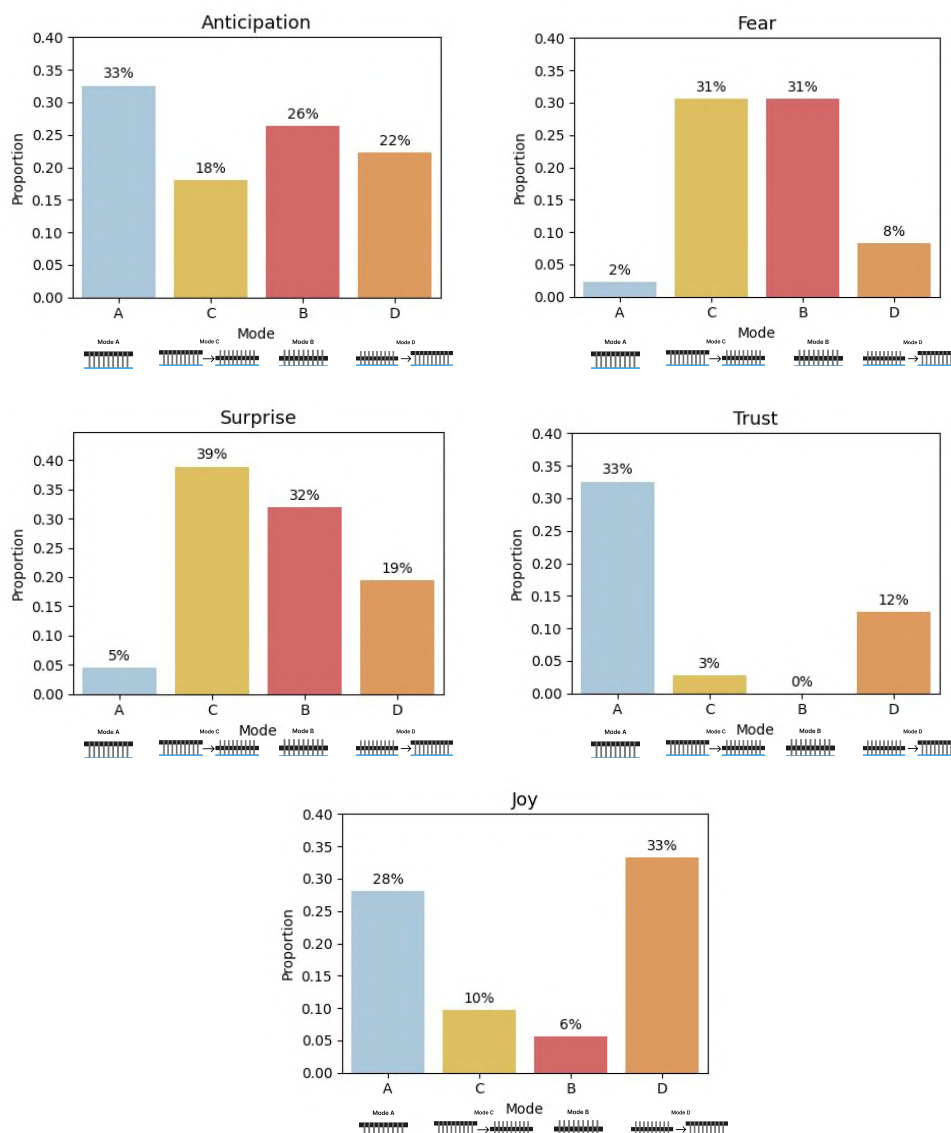 Anticipation
0.40
0.35
0.30
0.25
0.20
0.15
0.10
0.05
0.00
Proportion
33%
18%
26%
22%
A C B D
Mode
Mode A Mode C Mode B Mode D
Fear
0.40
0.35
0.30
0.25
0.20
0.15
0.10
0.05
0.00
Proportion
2%
31%
31%
8%
A C B D
Mode
Mode A Mode C Mode B Mode D
Surprise
0.40
0.35
0.30
0.25
0.20
0.15
0.10
0.05
0.00
Proportion
5%
39%
32%
19%
A C B D
Mode
Mode A Mode C Mode B Mode D
Trust
0.40
0.35
0.30
0.25
0.20
0.15
0.10
0.05
0.00
Proportion
33%
3%
0%
12%
A C B D
Mode
Mode A Mode C Mode B Mode D
Joy
0.40
0.35
0.30
0.25
0.20
0.15
0.10
0.05
0.00
Proportion
28%
10%
6%
33%
A C B D
Mode
Mode A Mode C Mode B Mode D